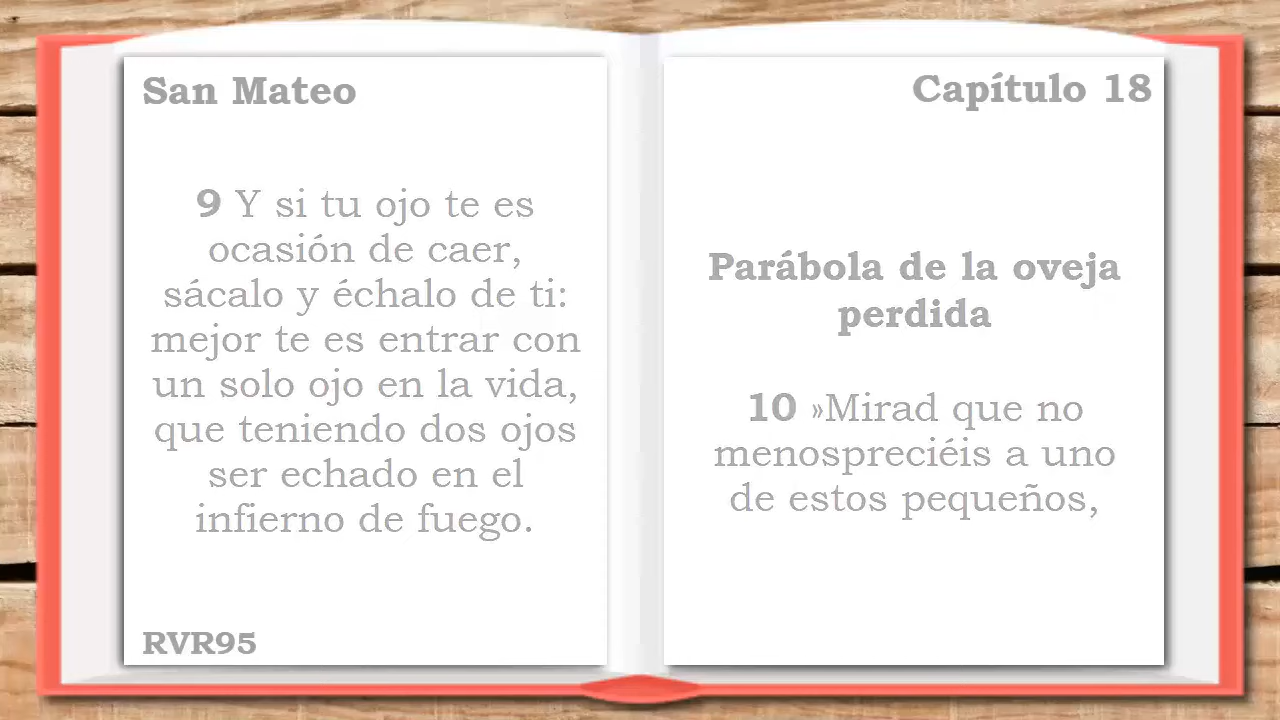 San Mateo
9 Y si tu ojo te es
ocasión de caer,
sácalo y échalo de ti:
mejor te es entrar con
un solo ojo en la vida,
que teniendo dos ojos
ser echado en el
infierno de fuego.
RVR95
Capítulo 18
Parábola de la oveja
perdida
10 »Mirad que no
menospreciéis a uno
de estos pequeños,